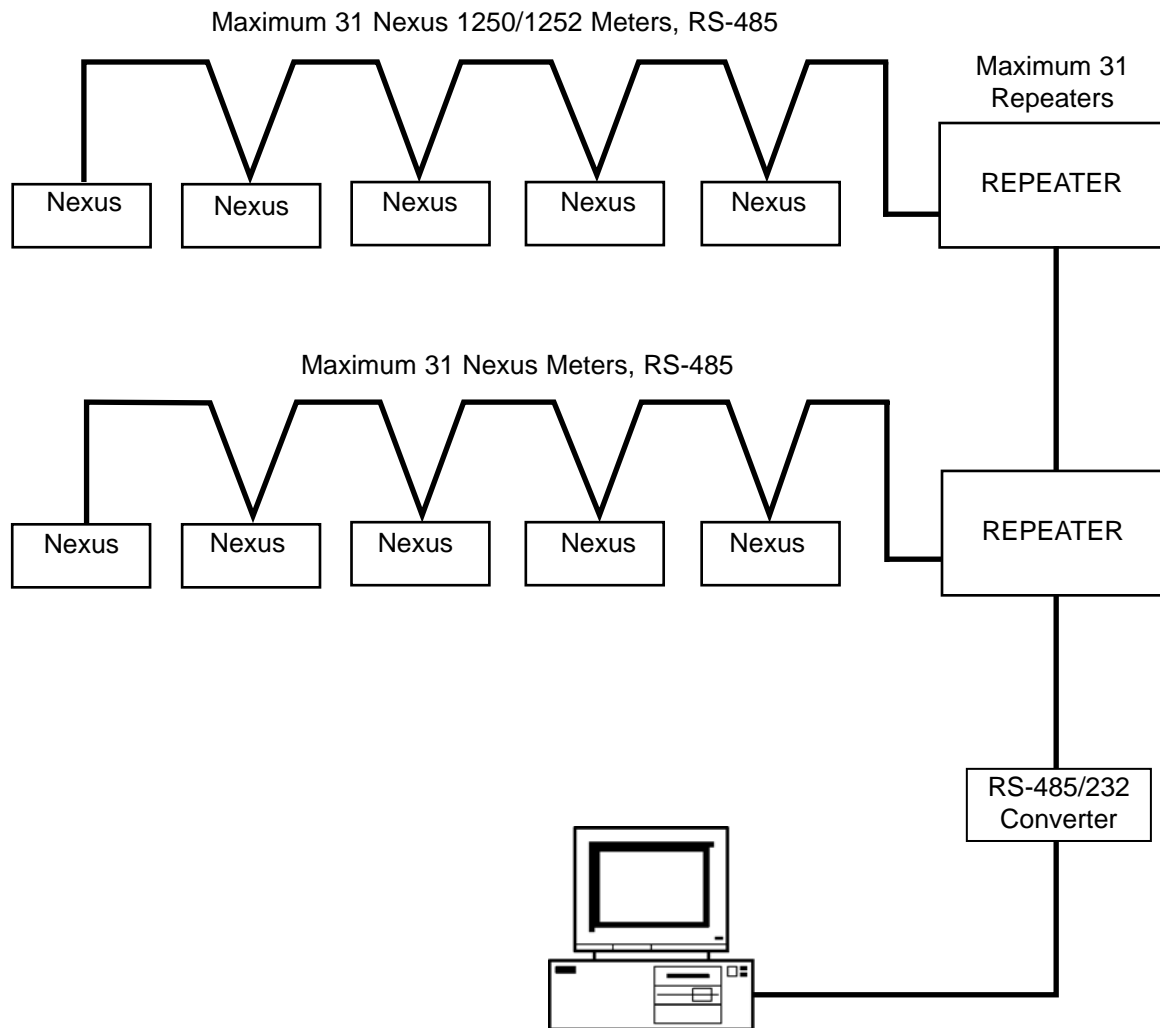 Maximum 31 Nexus 1250/1252 Meters, RS-485
Maximum 31
Repeaters
REPEATER
Nexus
Nexus
Nexus
Nexus
Nexus
Maximum 31 Nexus Meters, RS-485
REPEATER
Nexus
Nexus
Nexus
Nexus
Nexus
RS-485/232
Converter